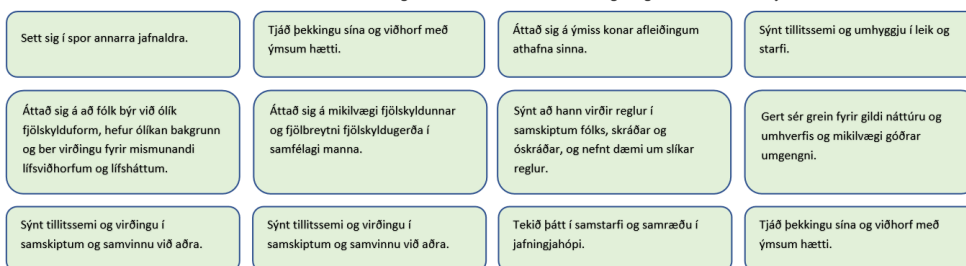 Sett sig í spor annarra jafnaldra.
Tjáð þekkingu sína og viðhorf með
ýmsum hætti.
Áttað sig á ýmiss konar afleiðingum
athafna sinna.
Sýnt tillitssemi og umhyggju í leik og
starfi.
Áttað sig á að fólk býr við ólík
fjölskylduform, hefur ólíkan bakgrunn
og ber virðingu fyrir mismunandi
lífsviðhorfum og lífsháttum.
Áttað sig á mikilvægi fjölskyldunnar
og fjölbreytni fjölskyldugerða í
samfélagi manna.
Sýnt að hann virðir reglur í
samskiptum fólks, skráðar og
óskráðar, og nefnt dæmi um slíkar
reglur.
Gert sér grein fyrir gildi náttúru og
umhverfis og mikilvægi góðrar
umgengni.
Sýnt tillitssemi og virðingu í
samskiptum og samvinnu við aðra.
Sýnt tillitssemi og virðingu í
samskiptum og samvinnu við aðra.
Tekið þátt í samstarfi og samræðu í
jafningjahópi.
Tjáð þekkingu sína og viðhorf með
ýmsum hætti.